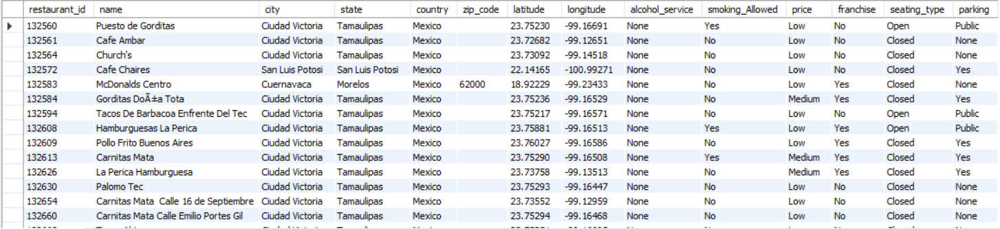 restaurant_id name city state country zip_code latitude longitude alcohol_service smoking_Allowed price franchise seating_type parking
132560 Puesto de Gorditas Ciudad Victoria Tamaulipas Mexico 23.75230 -99.16691 None Yes Low No Open Public
132561 Cafe Ambar Ciudad Victoria Tamaulipas Mexico 23.72682 -99.12651 None No Low No Closed None
132564 Church's Ciudad Victoria Tamaulipas Mexico 23.73092 -99.14518 None No Low No Closed None
132572 Cafe Chaires San Luis Potosi San Luis Potosi Mexico 22.14165 -100.99271 None No Low No Closed Yes
132583 McDonalds Centro Cuernavaca Morelos Mexico 62000 18.92229 -99.23433 None No Low Yes Closed None
132584 Gorditas DoÃ±a Tota Ciudad Victoria Tamaulipas Mexico 23.75236 -99.16529 None No Medium Yes Closed Yes
132594 Tacos De Barbacoa Enfrente Del Tec Ciudad Victoria Tamaulipas Mexico 23.75217 -99.16571 None No Low No Open Public
132608 Hamburguesas La Perica Ciudad Victoria Tamaulipas Mexico 23.75881 -99.16513 None Yes Low Yes Open Public
132609 Pollo Frito Buenos Aires Ciudad Victoria Tamaulipas Mexico 23.76027 -99.16586 None No Low Yes Closed Yes
132613 Carnitas Mata Ciudad Victoria Tamaulipas Mexico 23.75290 -99.16508 None Yes Medium Yes Closed Yes
132626 La Perica Hamburguesa Ciudad Victoria Tamaulipas Mexico 23.73758 -99.13513 None No Medium Yes Closed Yes
132630 Palomo Tec Ciudad Victoria Tamaulipas Mexico 23.75293 -99.16447 None No Low No Closed None
132654 Carnitas Mata Calle 16 de Septiembre Ciudad Victoria Tamaulipas Mexico 23.73552 -99.12959 None No Low No Closed None
132660 Carnitas Mata Calle Emilio Portes Gil Ciudad Victoria Tamaulipas Mexico 23.75294 -99.16468 None No Low No Closed None